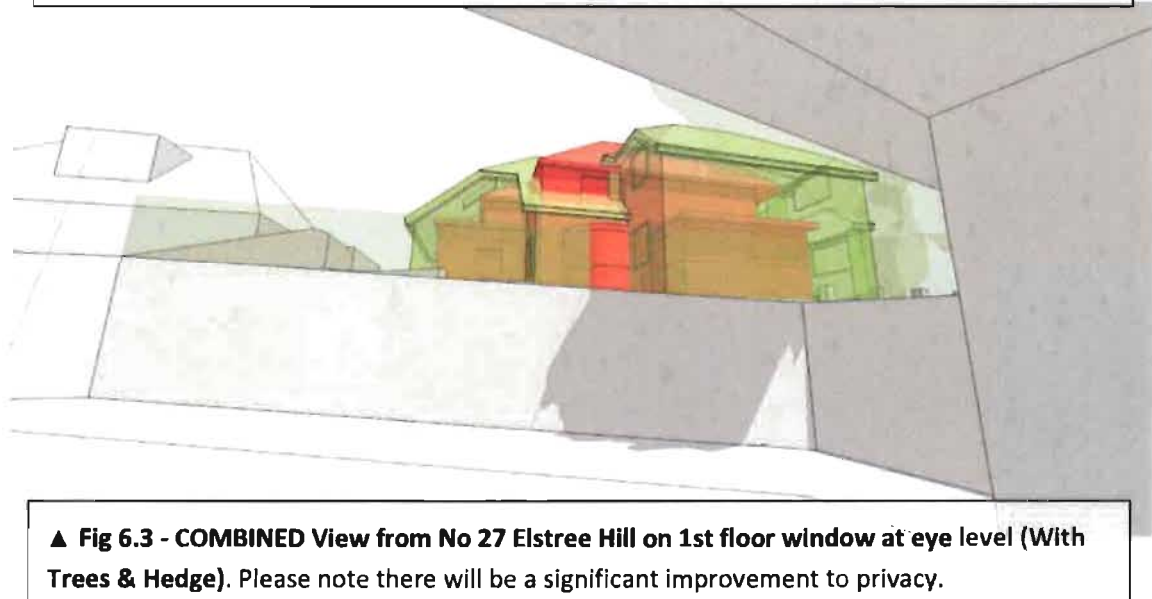 ▲ Fig 6.3 - COMBINED View from No 27 Elstree Hill on 1st floor window at eye level (With
Trees & Hedge). Please note there will be a significant improvement to privacy.